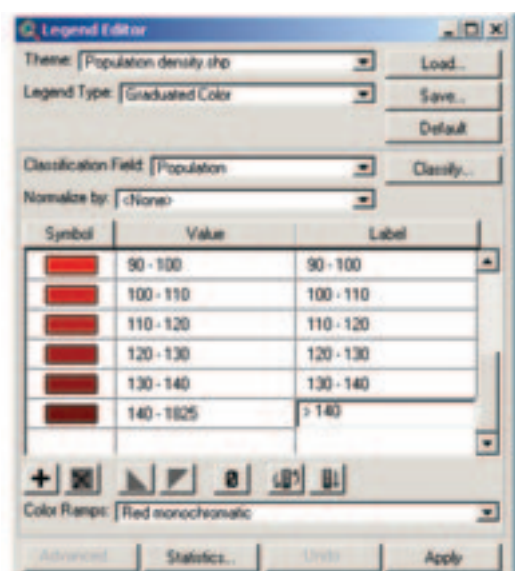 Legend Editor
Theme: Population density.shp Load...
Legend Type: Graduated Color Save...
Default
Classification Field: Population Classify...
Normalize by: <None>
Symbol Value Label
90 - 100 90 - 100
100 - 110 100 - 110
110 - 120 110 - 120
120 - 130 120 - 130
130 - 140 130 - 140
140 - 1825 > 140
Color Ramps: Red monochromatic
Advanced... Statistics... Undo Apply